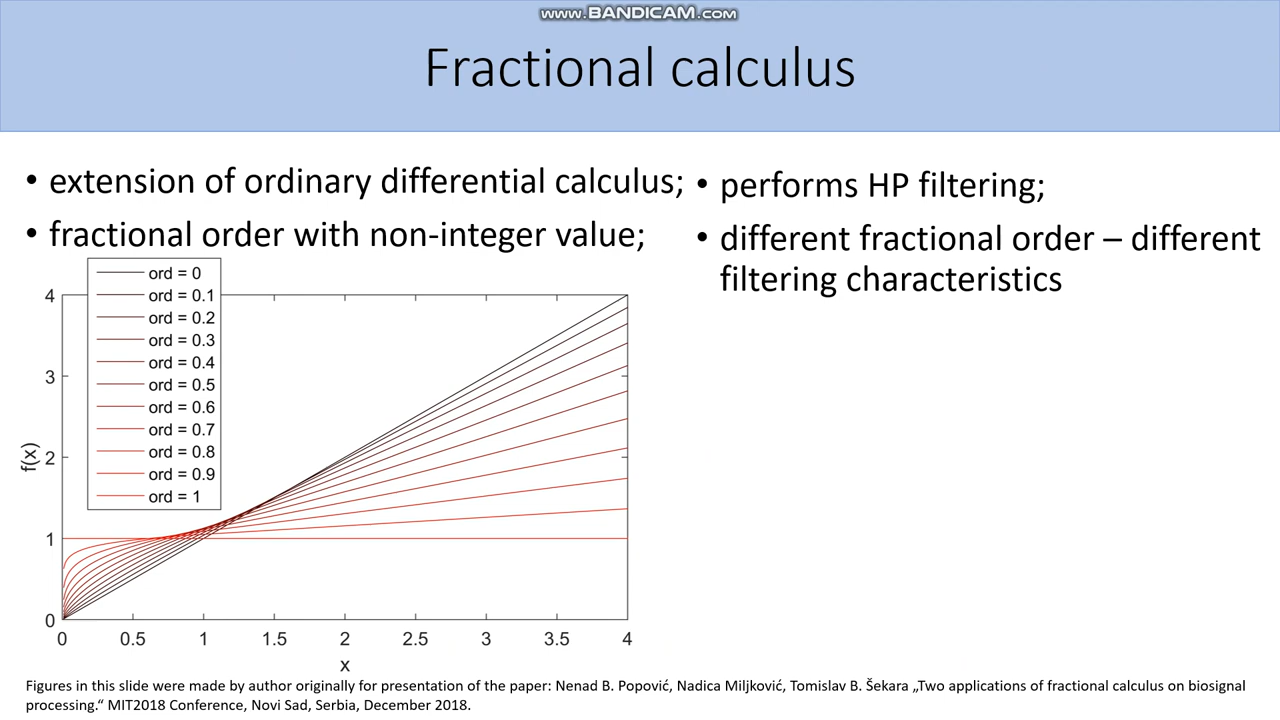 www.BANDICAM.com
Fractional calculus
• extension of ordinary differential calculus;
• fractional order with non-integer value;
• performs HP filtering;
• different fractional order – different
filtering characteristics
ord = 0
ord = 0.1
ord = 0.2
ord = 0.3
ord = 0.4
ord = 0.5
ord = 0.6
ord = 0.7
ord = 0.8
ord = 0.9
ord = 1
4
3
2
1
0
f(x)
0 0.5 1 1.5 2 2.5 3 3.5 4
x
Figures in this slide were made by author originally for presentation of the paper: Nenad B. Popović, Nadica Miljković, Tomislav B. Šekara „Two applications of fractional calculus on biosignal
processing.“ MIT2018 Conference, Novi Sad, Serbia, December 2018.